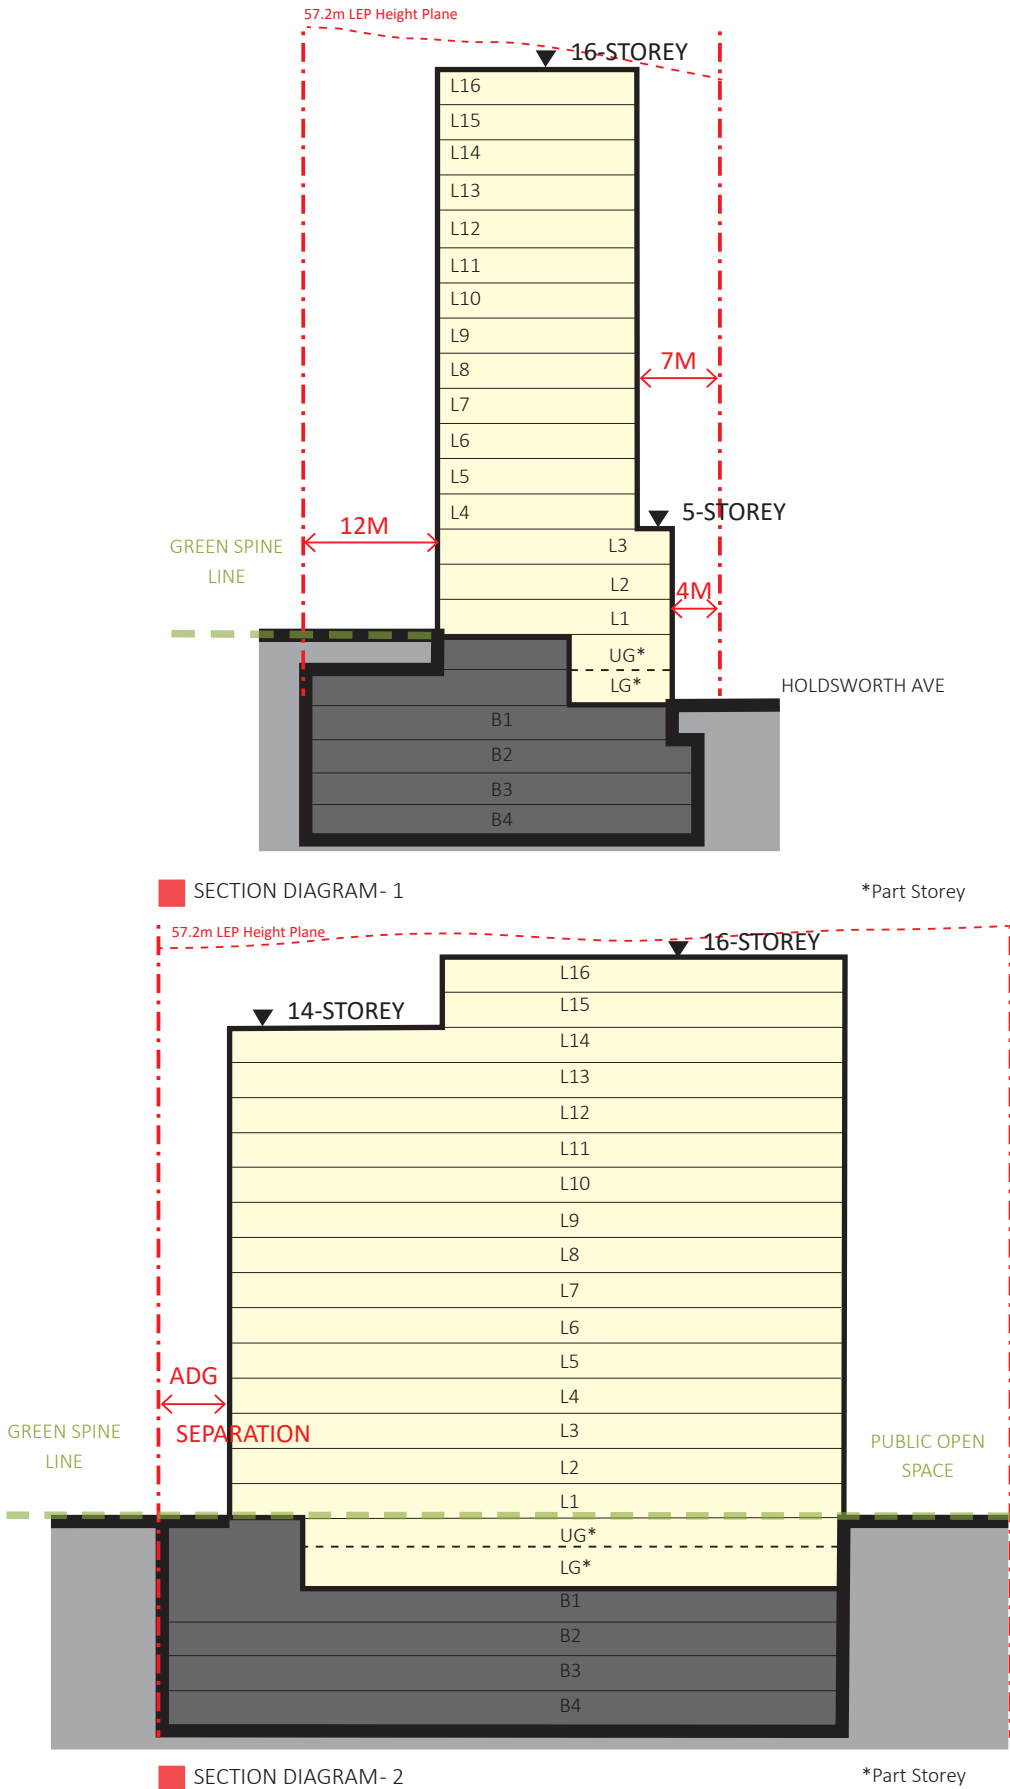 57.2m LEP Height Plane
16-STOREY
L16
L15
L14
L13
L12
L11
L10
L9
L8
7M
L7
L6
L5
L4
5-STOREY
12M
GREEN SPINE
LINE
L3
L2
4M
L1
UG*
LG*
HOLDSWORTH AVE
B1
B2
B3
B4
SECTION DIAGRAM- 1
*Part Storey
57.2m LEP Height Plane
16-STOREY
L16
L15
14-STOREY
L14
L13
L12
L11
L10
L9
L8
L7
L6
L5
ADG
SEPARATION
L4
L3
GREEN SPINE
LINE
PUBLIC OPEN
SPACE
L2
L1
UG*
LG*
B1
B2
B3
B4
SECTION DIAGRAM- 2
*Part Storey